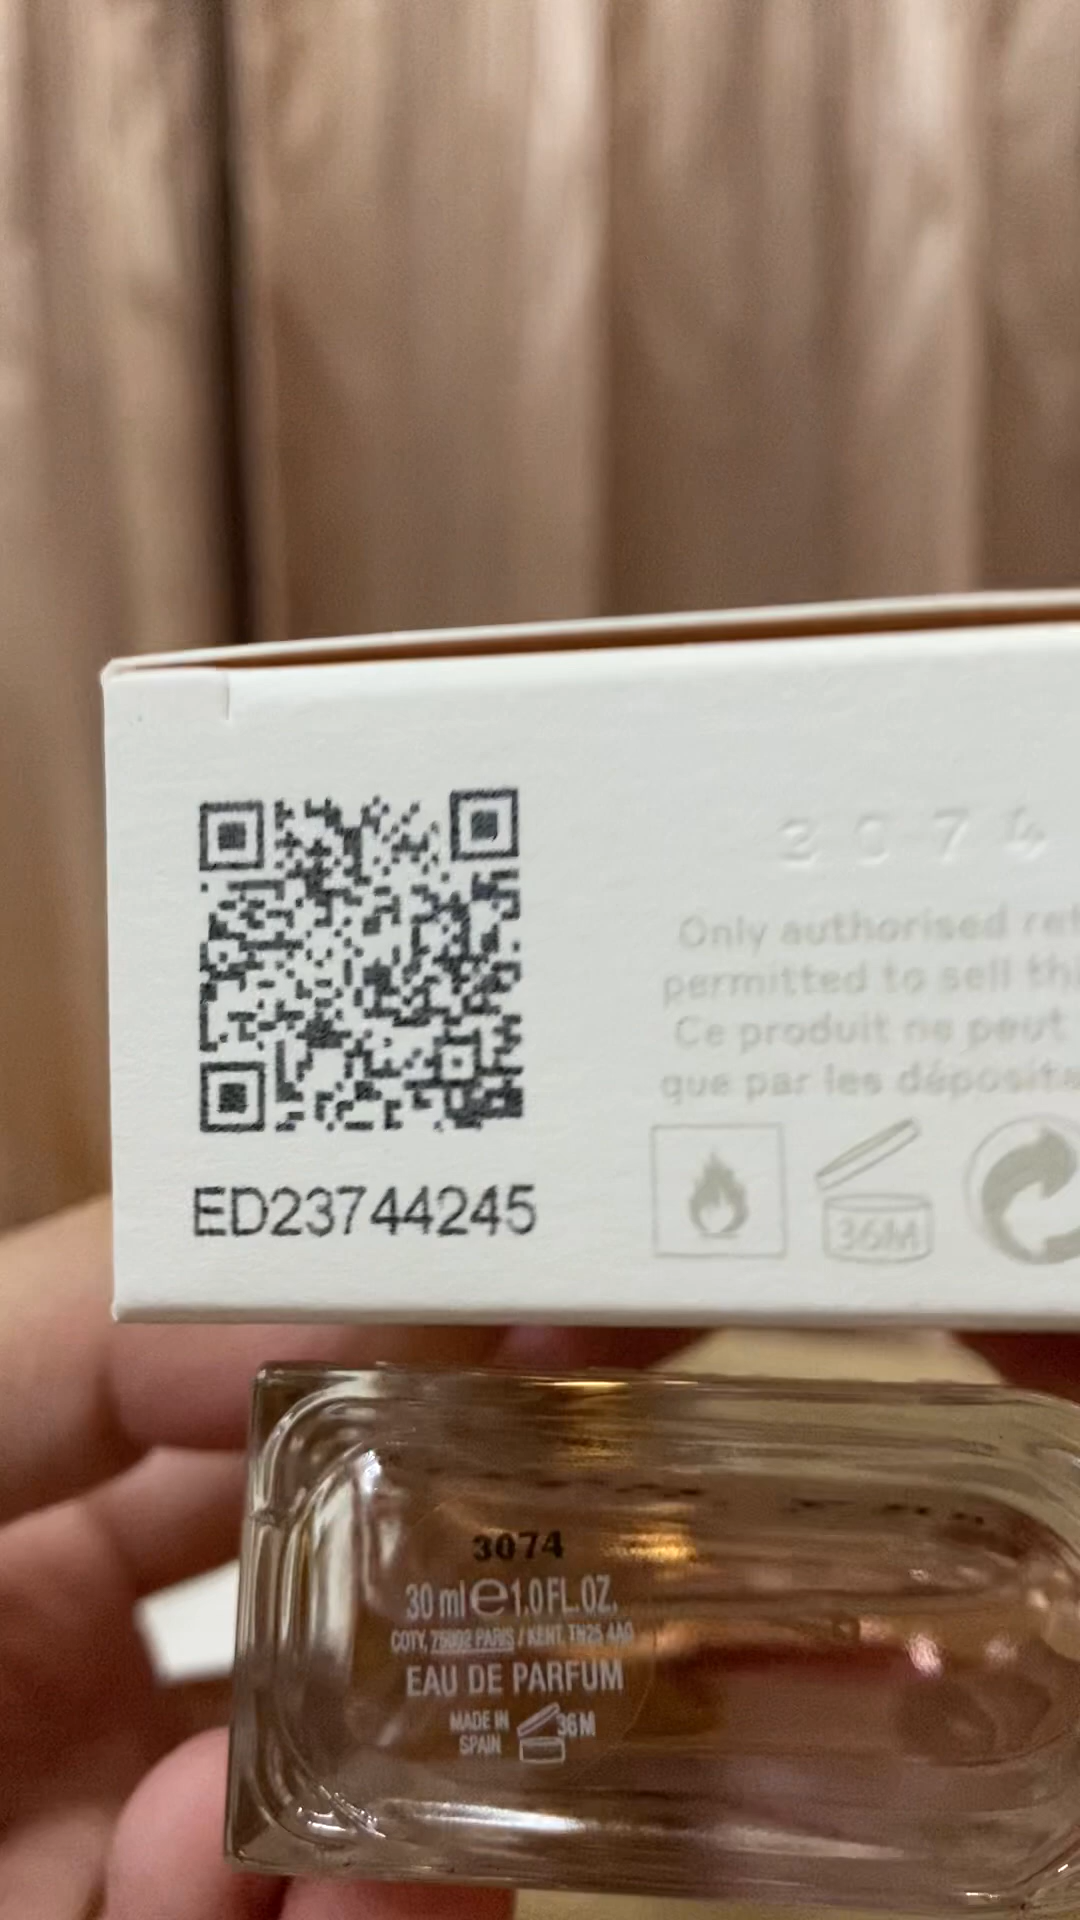 3074
Only authorised ret
permitted to sell thi
Ce produit ne peut
que par les déposita
36M
ED23744245
3074
30 ml e 1.0 FL.OZ.
COTY, 75002 PARIS / KENT, TN25 4AQ
EAU DE PARFUM
MADE IN
SPAIN
36M